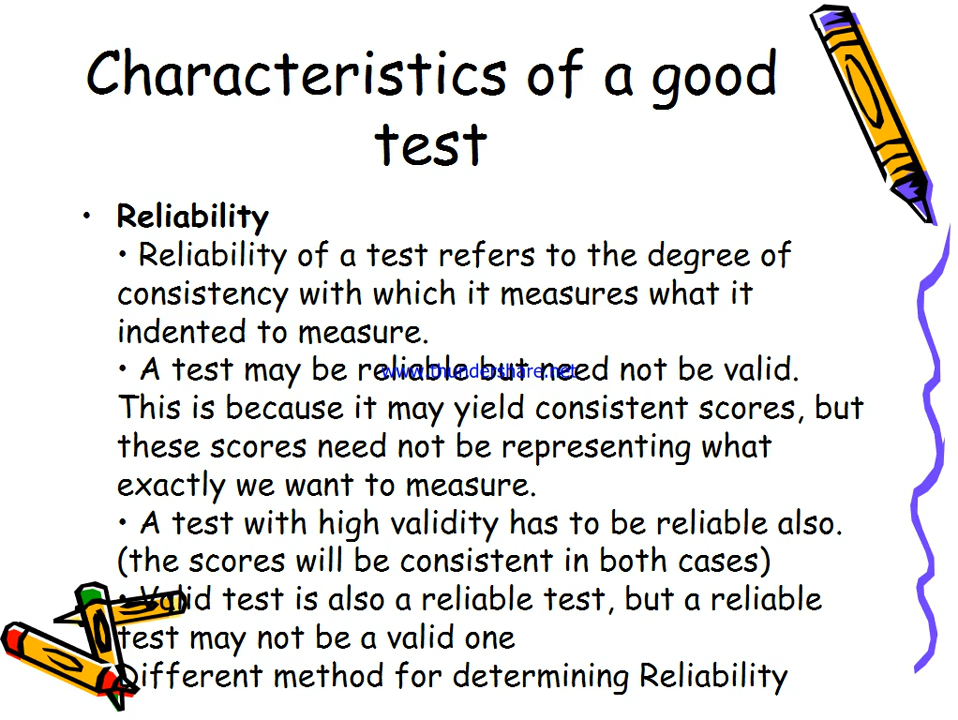 Characteristics of a good
test
• Reliability
• Reliability of a test refers to the degree of
consistency with which it measures what it
indented to measure.
• A test may be reliable but need not be valid.
www.thundershare.net
This is because it may yield consistent scores, but
these scores need not be representing what
exactly we want to measure.
• A test with high validity has to be reliable also.
(the scores will be consistent in both cases)
• Valid test is also a reliable test, but a reliable
test may not be a valid one
Different method for determining Reliability